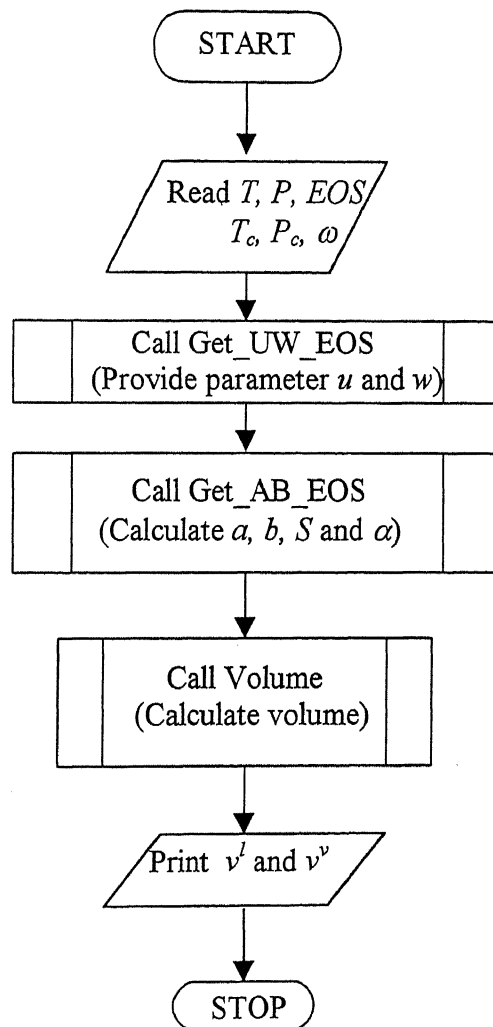 START
Read T, P, EOS
T_c, P_c, ω
Call Get_UW_EOS
(Provide parameter u and w)
Call Get_AB_EOS
(Calculate a, b, S and α)
Call Volume
(Calculate volume)
Print v^l and v^v
STOP